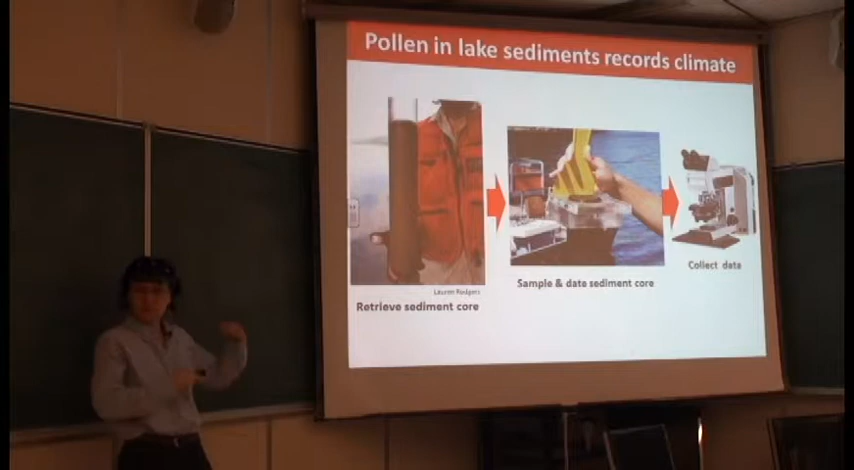 Pollen in lake sediments records climate
Lauren Rodgers
Retrieve sediment core
Sample & date sediment core
Collect data